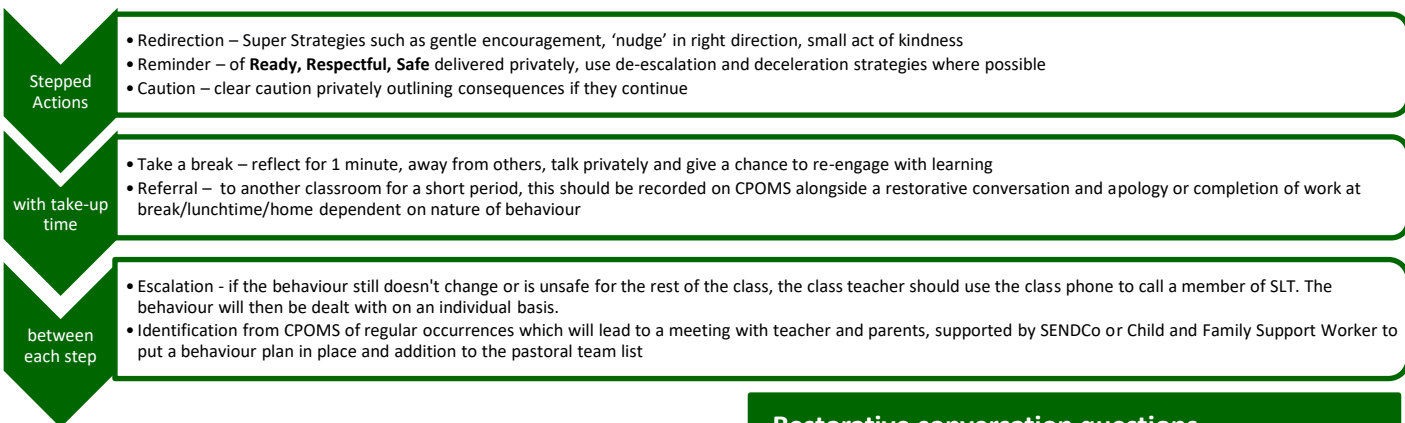 Stepped
Actions
• Redirection – Super Strategies such as gentle encouragement, ‘nudge’ in right direction, small act of kindness
• Reminder – of Ready, Respectful, Safe delivered privately, use de-escalation and deceleration strategies where possible
• Caution – clear caution privately outlining consequences if they continue
with take-up
time
• Take a break – reflect for 1 minute, away from others, talk privately and give a chance to re-engage with learning
• Referral – to another classroom for a short period, this should be recorded on CPOMS alongside a restorative conversation and apology or completion of work at
break/lunchtime/home dependent on nature of behaviour
between
each step
• Escalation - if the behaviour still doesn't change or is unsafe for the rest of the class, the class teacher should use the class phone to call a member of SLT. The
behaviour will then be dealt with on an individual basis.
• Identification from CPOMS of regular occurrences which will lead to a meeting with teacher and parents, supported by SENDCo or Child and Family Support Worker to
put a behaviour plan in place and addition to the pastoral team list
Restorative conversation questions